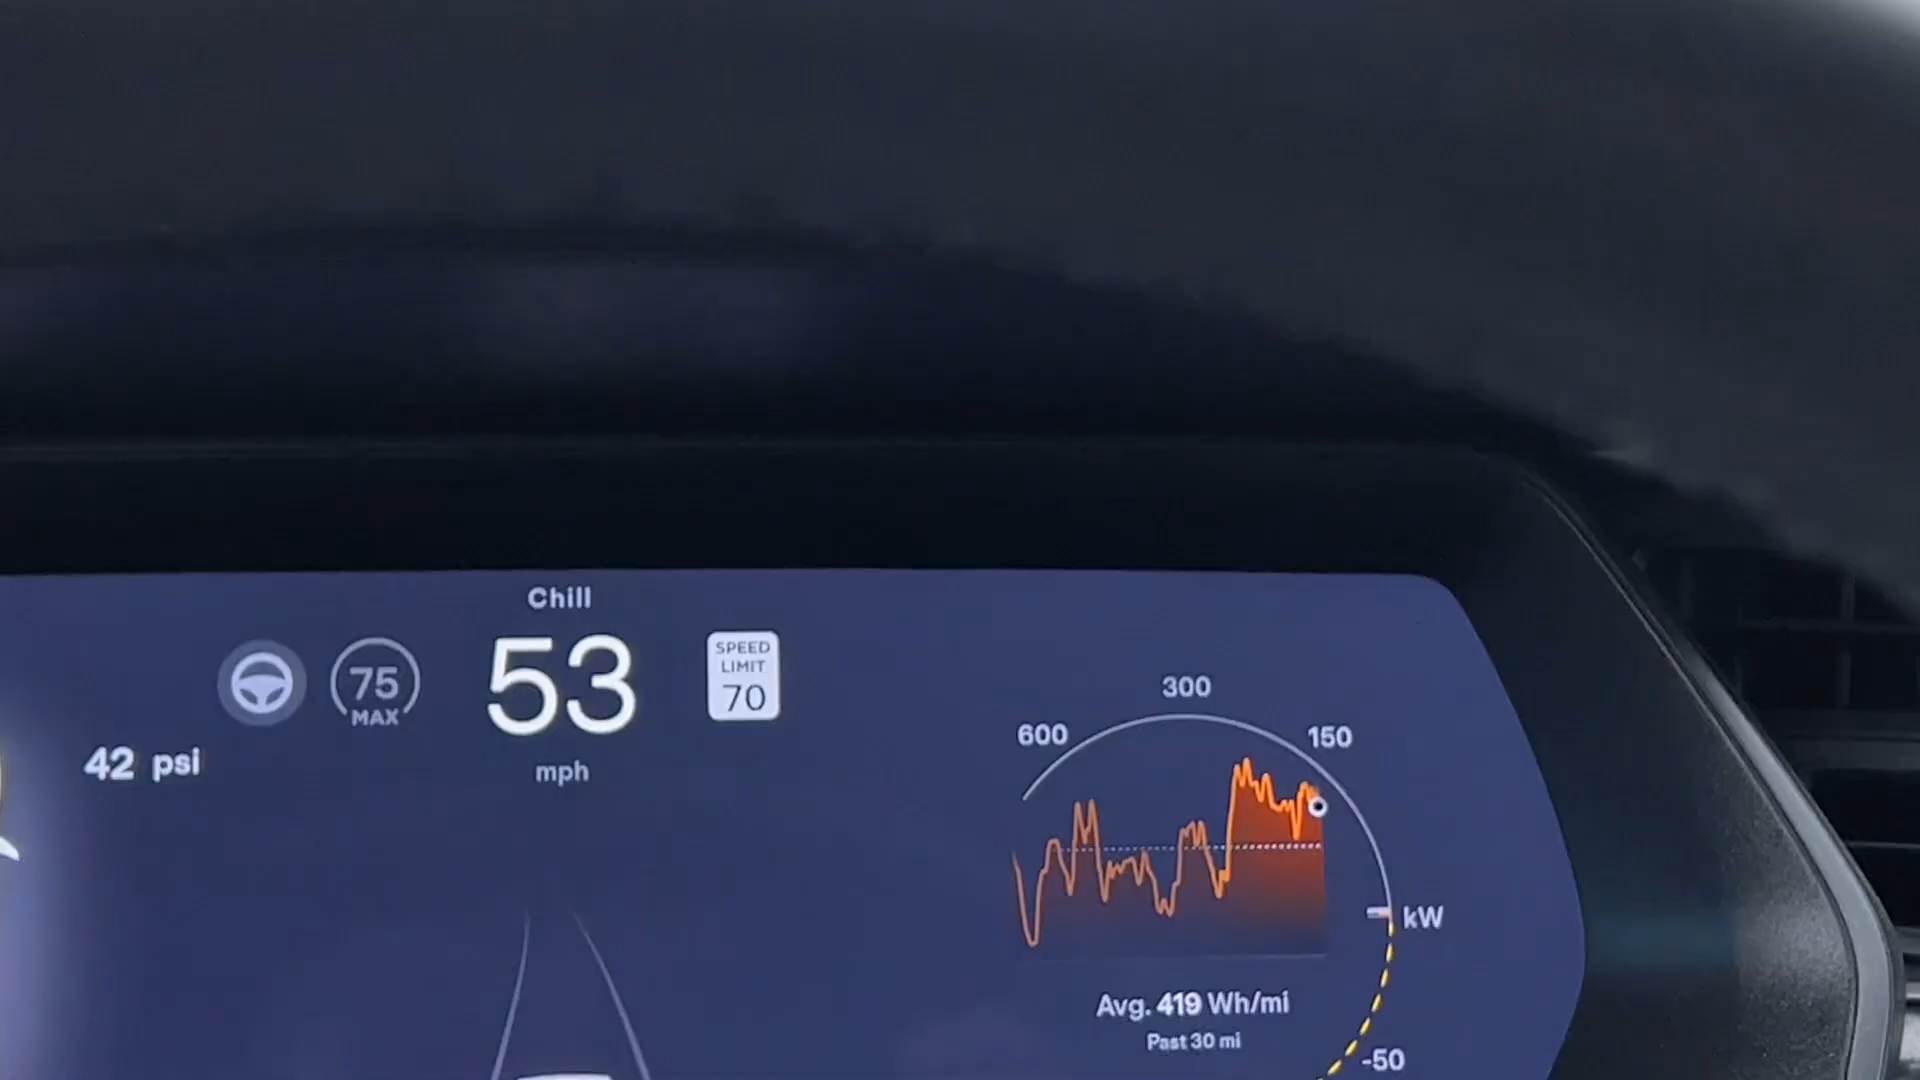 Chill
75
MAX
53
mph
SPEED
LIMIT
70
42 psi
600
300
150
kW
-50
Avg. 419 Wh/mi
Past 30 mi